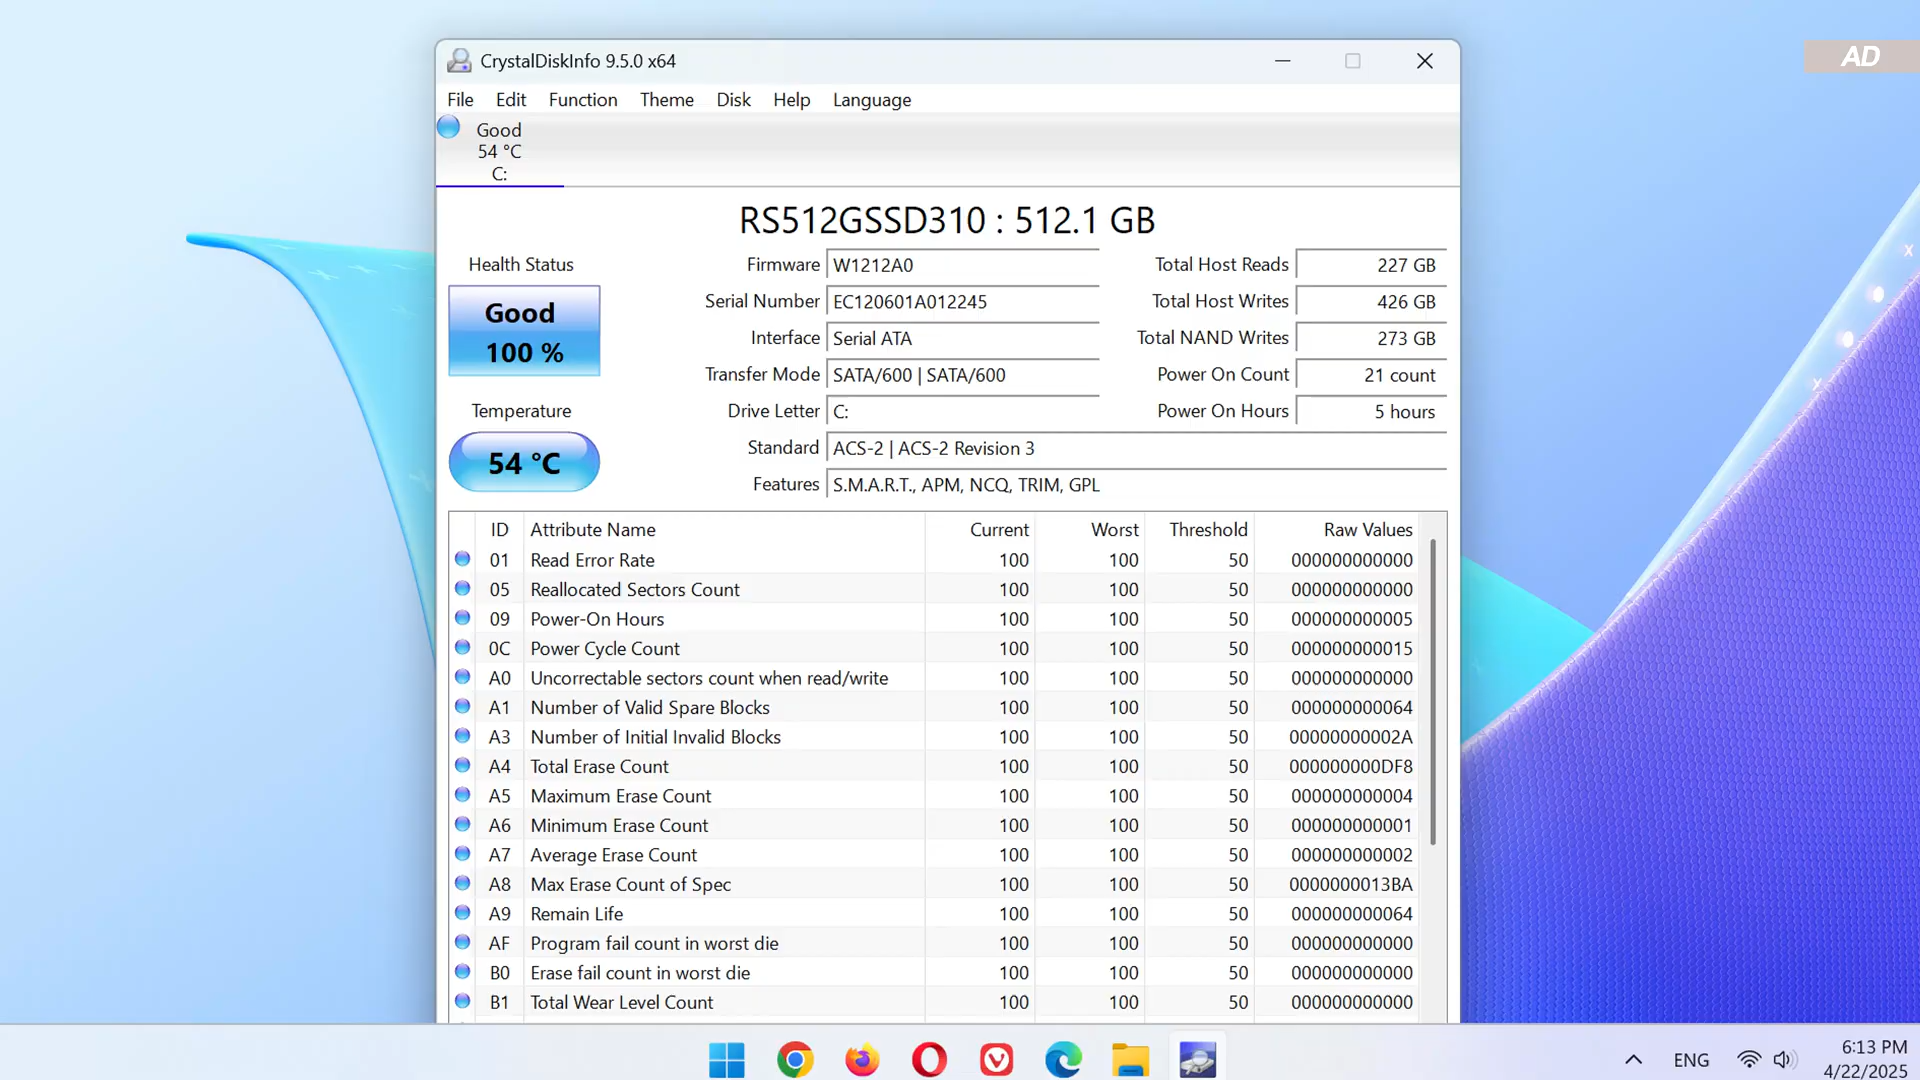 CrystalDiskInfo 9.5.0 x64
AD
File Edit Function Theme Disk Help Language
Good
54 °C
C:
RS512GSSD310 : 512.1 GB
Health Status
Good
100 %
Temperature
54 °C
Firmware W1212A0
Serial Number EC120601A012245
Interface Serial ATA
Transfer Mode SATA/600 | SATA/600
Drive Letter C:
Standard ACS-2 | ACS-2 Revision 3
Features S.M.A.R.T., APM, NCQ, TRIM, GPL
Total Host Reads 227 GB
Total Host Writes 426 GB
Total NAND Writes 273 GB
Power On Count 21 count
Power On Hours 5 hours
ID Attribute Name Current Worst Threshold Raw Values
01 Read Error Rate 100 100 50 000000000000
05 Reallocated Sectors Count 100 100 50 000000000000
09 Power-On Hours 100 100 50 000000000005
0C Power Cycle Count 100 100 50 000000000015
A0 Uncorrectable sectors count when read/write 100 100 50 000000000000
A1 Number of Valid Spare Blocks 100 100 50 000000000064
A3 Number of Initial Invalid Blocks 100 100 50 00000000002A
A4 Total Erase Count 100 100 50 000000000DF8
A5 Maximum Erase Count 100 100 50 000000000004
A6 Minimum Erase Count 100 100 50 000000000001
A7 Average Erase Count 100 100 50 000000000002
A8 Max Erase Count of Spec 100 100 50 0000000013BA
A9 Remain Life 100 100 50 000000000064
AF Program fail count in worst die 100 100 50 000000000000
B0 Erase fail count in worst die 100 100 50 000000000000
B1 Total Wear Level Count 100 100 50 000000000000
ENG
6:13 PM
4/22/2025